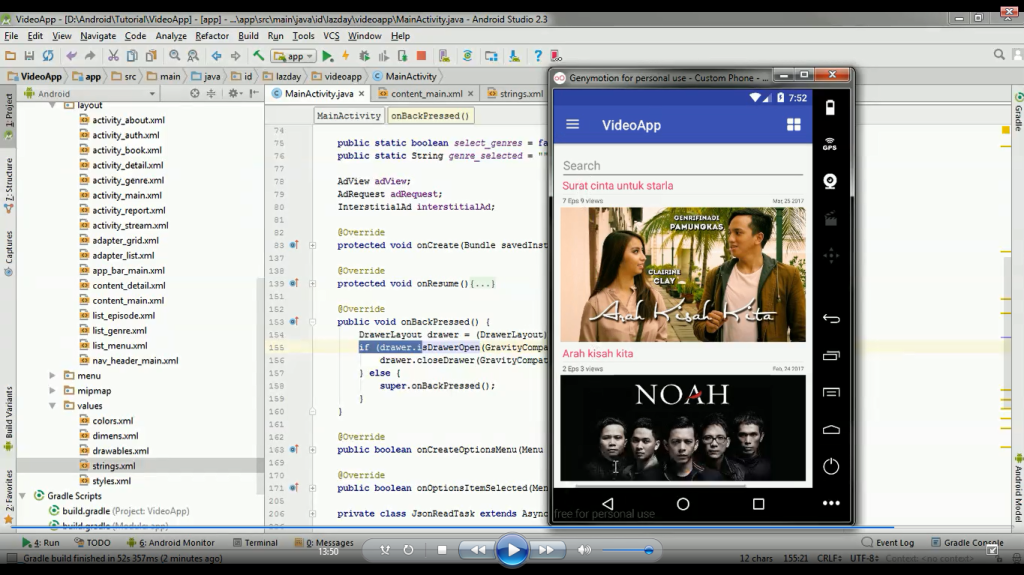 VideoApp - [D:\Android\Tutorial\VideoApp] - [app] - ...\app\src\main\java\id\lazday\videoapp\MainActivity.java - Android Studio 2.3
File Edit View Navigate Code Analyze Refactor Build Run Tools VCS Window Help
app
VideoApp app src main java id lazday videoapp MainActivity
Android
MainActivity.java content_main.xml strings.xml
MainActivity onBackPressed()
1: Project
7: Structure
Captures
Build Variants
2: Favorites
layout
activity_about.xml
activity_auth.xml
activity_book.xml
activity_detail.xml
activity_genre.xml
activity_main.xml
activity_report.xml
activity_stream.xml
adapter_grid.xml
adapter_list.xml
app_bar_main.xml
content_detail.xml
content_main.xml
list_episode.xml
list_genre.xml
list_menu.xml
nav_header_main.xml
menu
mipmap
values
colors.xml
dimens.xml
drawables.xml
strings.xml
styles.xml
Gradle Scripts
build.gradle (Project: VideoApp)
build.gradle (Module: app)
74
75 public static boolean select_genres = fa
76 public static String genre_selected = "
77
78 AdView adView;
79 AdRequest adRequest;
80 InterstitialAd interstitialAd;
81
82 @Override
83 protected void onCreate(Bundle savedInst
137
138 @Override
139 protected void onResume(){...}
151
152 @Override
153 public void onBackPressed() {
154 DrawerLayout drawer = (DrawerLayout)
155 if (drawer.isDrawerOpen(GravityCompa
156 drawer.closeDrawer(GravityCompat
157 } else {
158 super.onBackPressed();
159 }
160 }
161
162 @Override
163 public boolean onCreateOptionsMenu(Menu
169
170 @Override
171 public boolean onOptionsItemSelected(Men
205
206 private class JsonReadTask extends Async
Genymotion for personal use - Custom Phone - ...
7:52
VideoApp
Search
Surat cinta untuk starla
7 Eps 9 views Mar, 25 2017
GENRIFINADI PAMUNGKAS
CLAIRINE CLAY
Arah Kisah Kita
Arah kisah kita
2 Eps 3 views Feb, 24 2017
NOAH
free for personal use
GPS
Gradle
Android Model
4: Run TODO 6: Android Monitor Terminal 0: Messages Event Log Gradle Console
Gradle build finished in 52s 357ms (2 minutes ago)
13:50
12 chars 155:21 CRLF UTF-8 Context: <no context>